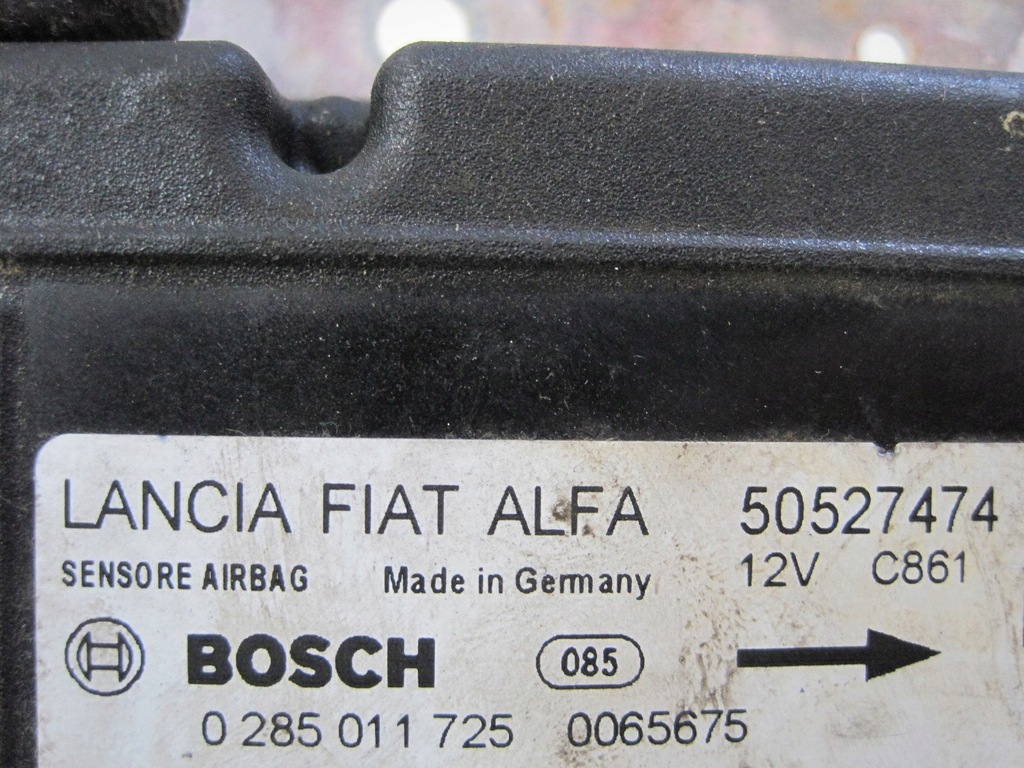 LANCIA FIAT ALFA 50527474
SENSORE AIRBAG Made in Germany 12V C861
BOSCH 085
0 285 011 725 0065675